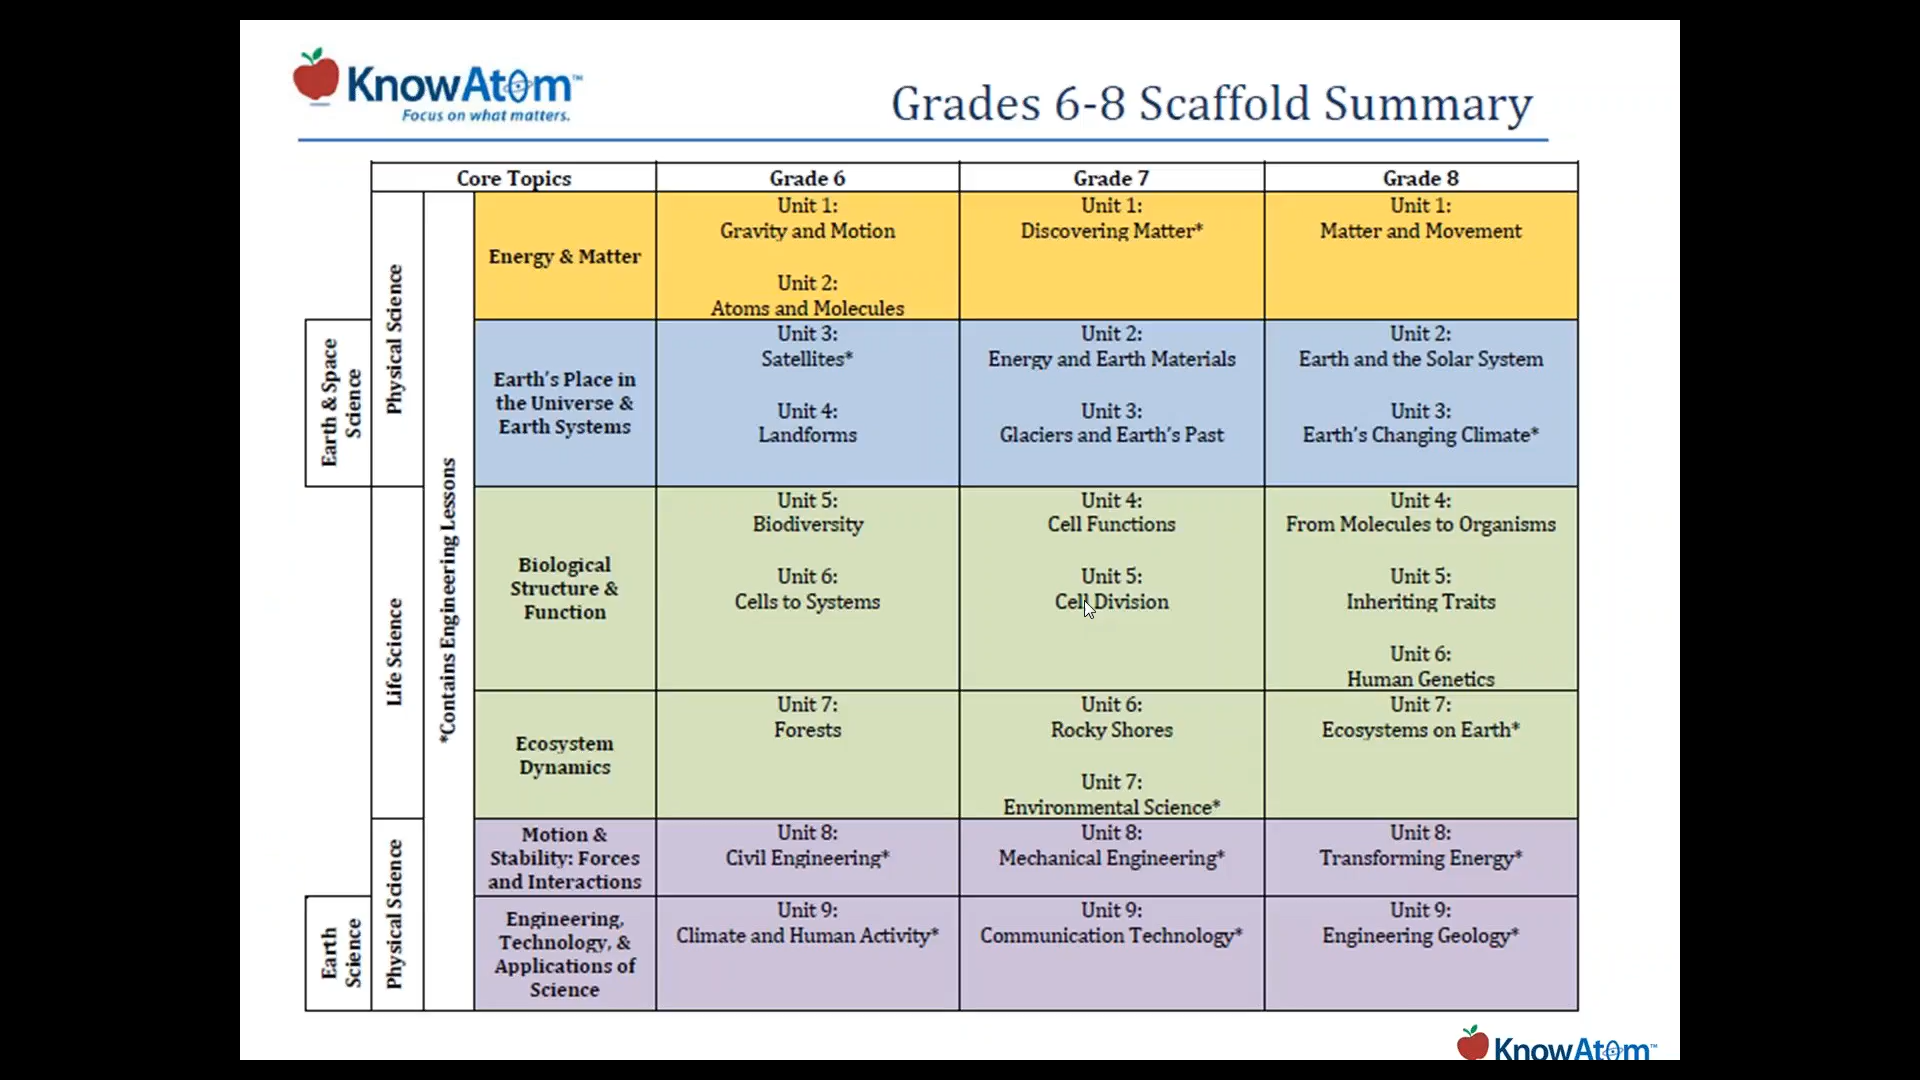 KnowAtom™
Focus on what matters.
Grades 6-8 Scaffold Summary
Core Topics
Grade 6
Grade 7
Grade 8
Earth & Space
Science
Physical Science
*Contains Engineering Lessons
Energy & Matter
Unit 1:
Gravity and Motion
Unit 2:
Atoms and Molecules
Unit 1:
Discovering Matter*
Unit 1:
Matter and Movement
Earth's Place in
the Universe &
Earth Systems
Unit 3:
Satellites*
Unit 4:
Landforms
Unit 2:
Energy and Earth Materials
Unit 3:
Glaciers and Earth's Past
Unit 2:
Earth and the Solar System
Unit 3:
Earth's Changing Climate*
Life Science
Biological
Structure &
Function
Unit 5:
Biodiversity
Unit 6:
Cells to Systems
Unit 4:
Cell Functions
Unit 5:
Cell Division
Unit 4:
From Molecules to Organisms
Unit 5:
Inheriting Traits
Unit 6:
Human Genetics
Ecosystem
Dynamics
Unit 7:
Forests
Unit 6:
Rocky Shores
Unit 7:
Environmental Science*
Unit 7:
Ecosystems on Earth*
Physical Science
Motion &
Stability: Forces
and Interactions
Unit 8:
Civil Engineering*
Unit 8:
Mechanical Engineering*
Unit 8:
Transforming Energy*
Earth
Science
Engineering,
Technology, &
Applications of
Science
Unit 9:
Climate and Human Activity*
Unit 9:
Communication Technology*
Unit 9:
Engineering Geology*
KnowAtom™